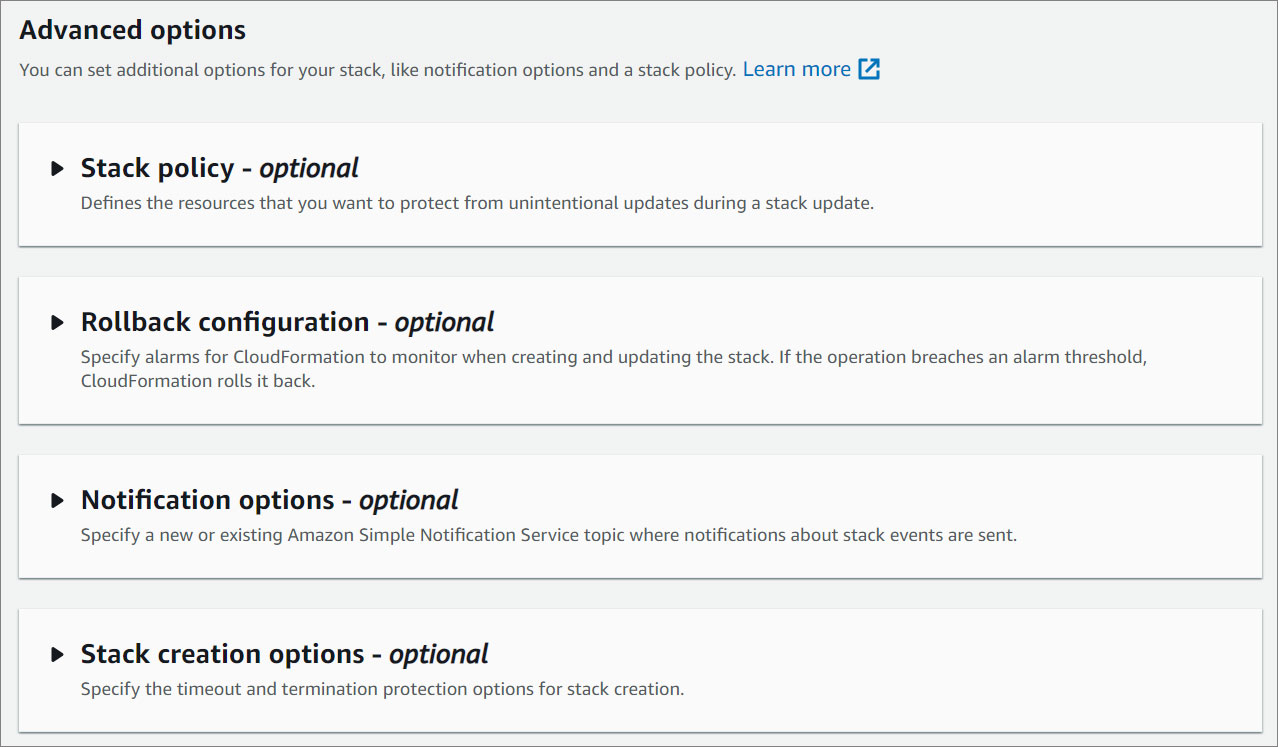 Advanced options
You can set additional options for your stack, like notification options and a stack policy. Learn more
Stack policy - optional
Defines the resources that you want to protect from unintentional updates during a stack update.
Rollback configuration - optional
Specify alarms for CloudFormation to monitor when creating and updating the stack. If the operation breaches an alarm threshold,
CloudFormation rolls it back.
Notification options - optional
Specify a new or existing Amazon Simple Notification Service topic where notifications about stack events are sent.
Stack creation options - optional
Specify the timeout and termination protection options for stack creation.